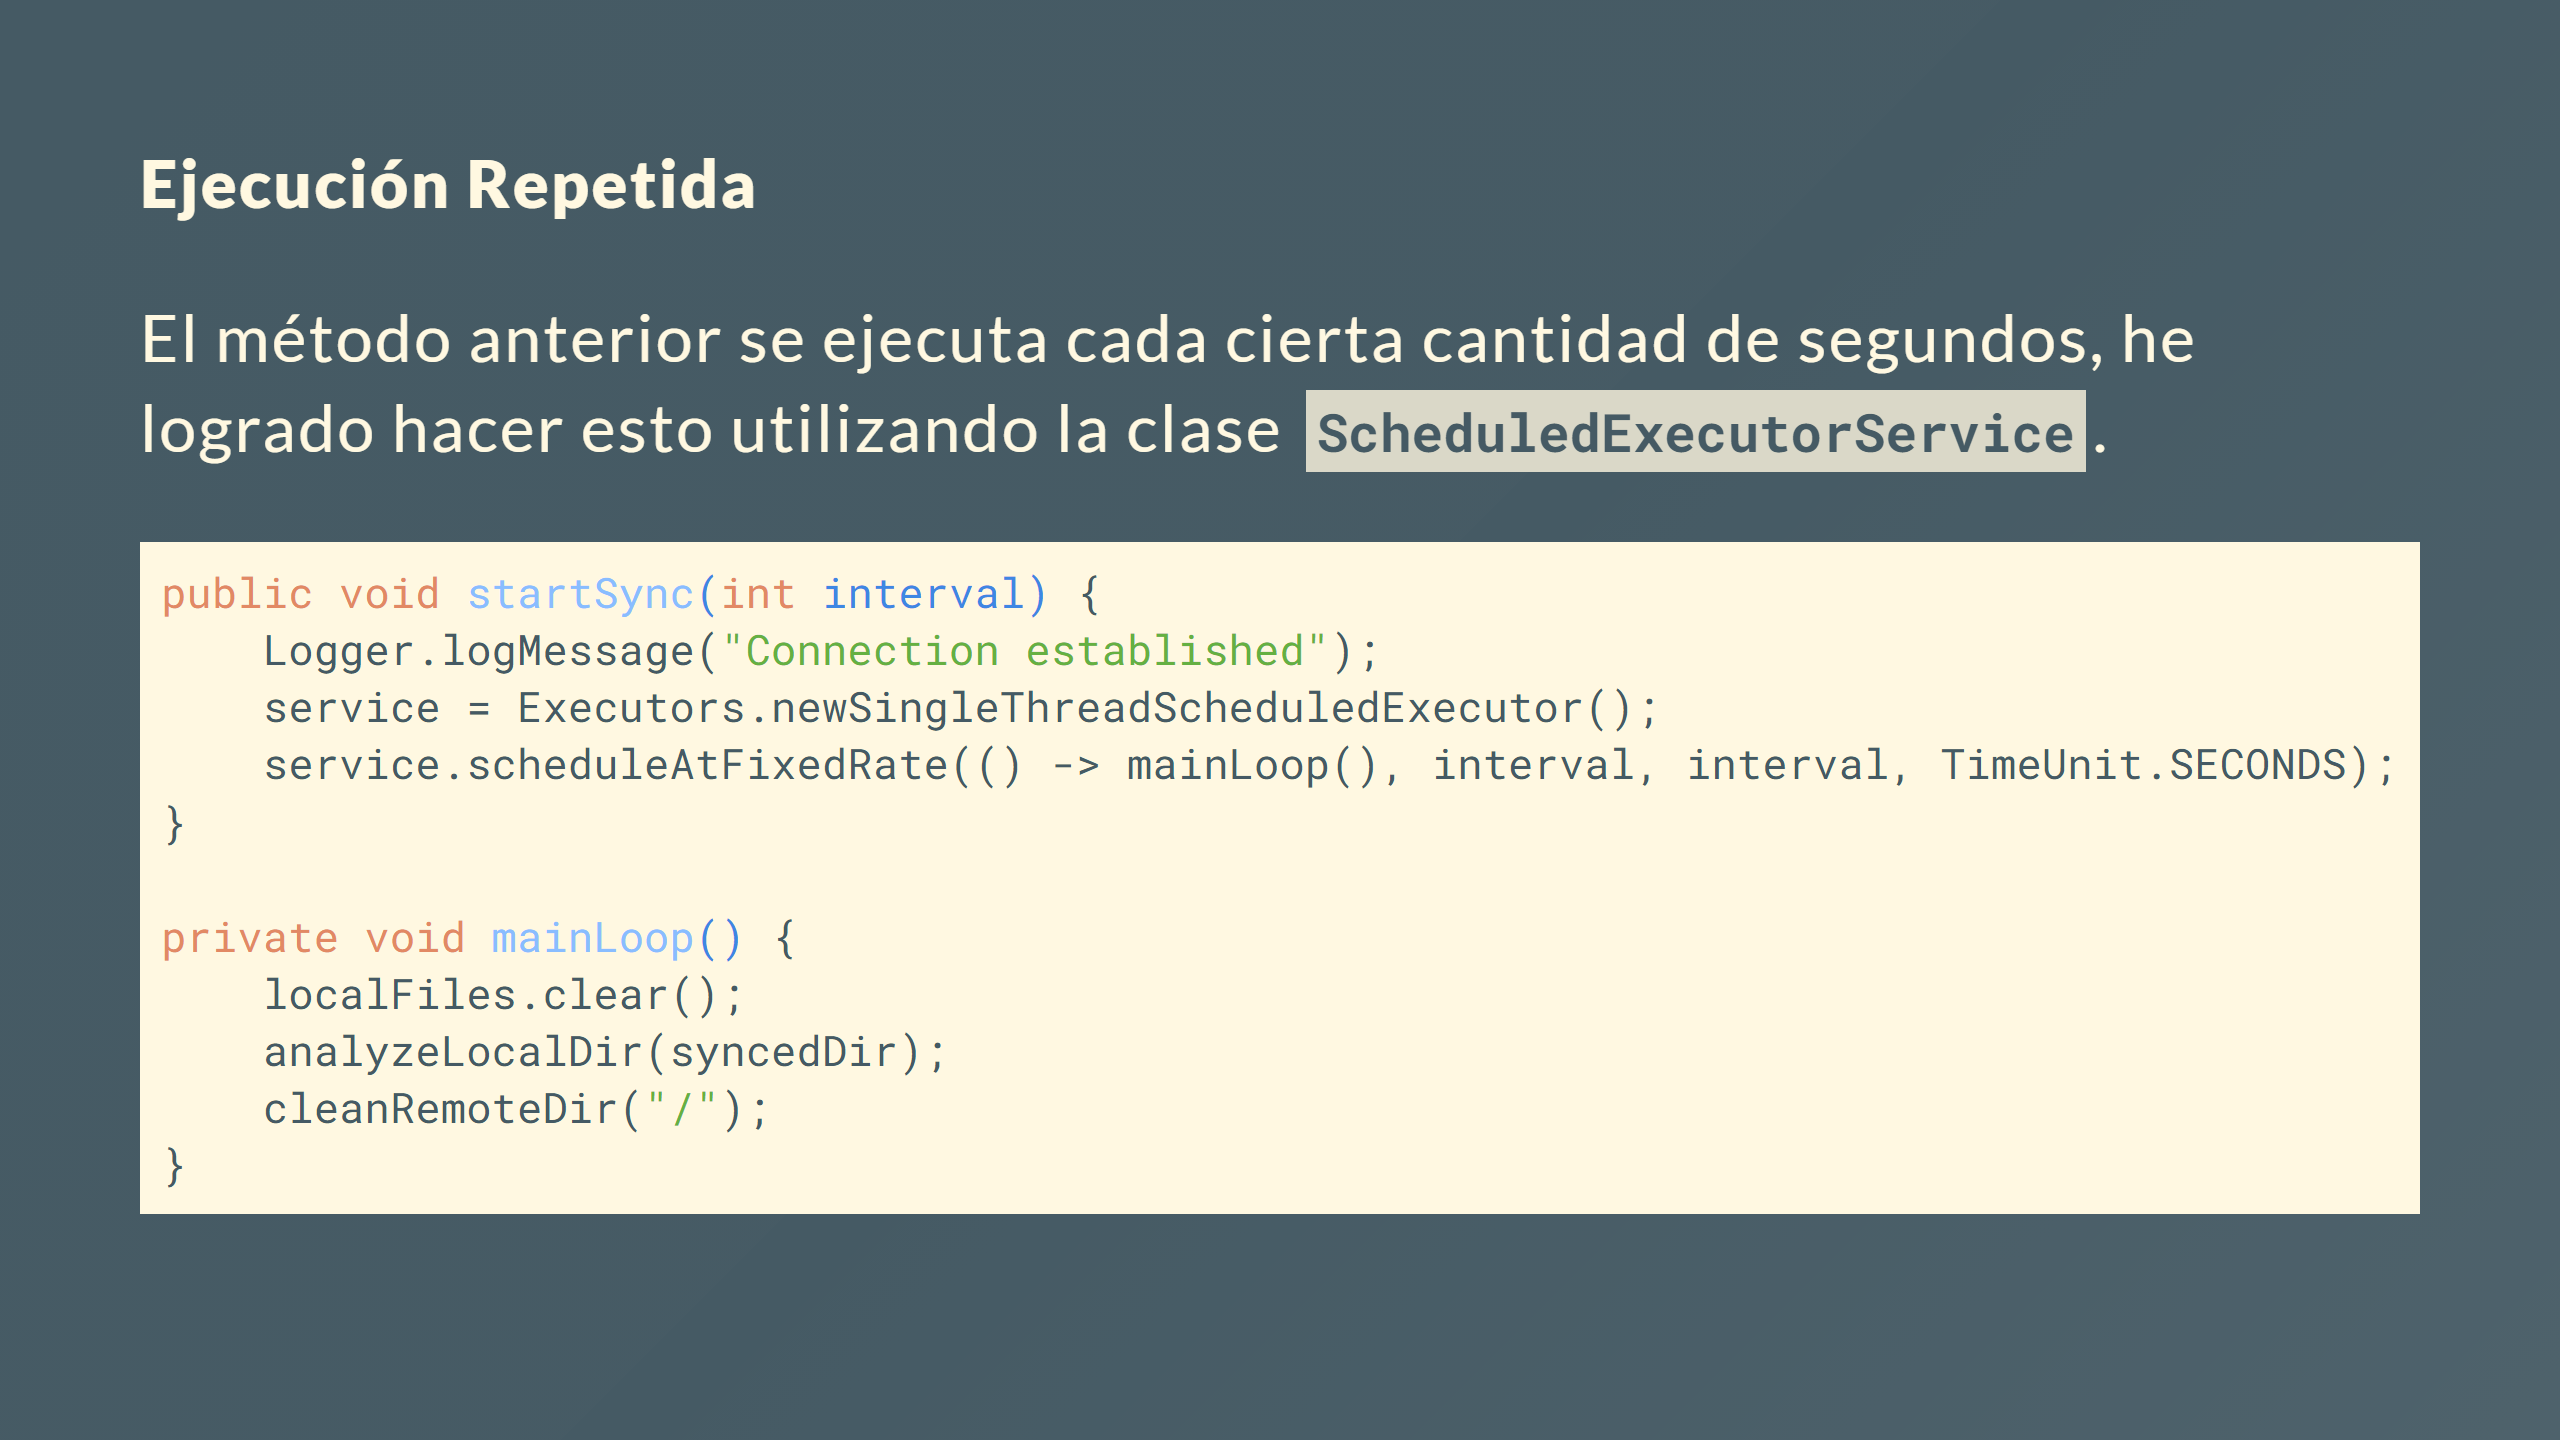 Ejecución Repetida
El método anterior se ejecuta cada cierta cantidad de segundos, he
logrado hacer esto utilizando la clase ScheduledExecutorService.
public void startSync(int interval) {
    Logger.logMessage("Connection established");
    service = Executors.newSingleThreadScheduledExecutor();
    service.scheduleAtFixedRate(() -> mainLoop(), interval, interval, TimeUnit.SECONDS);
}
private void mainLoop() {
    localFiles.clear();
    analyzeLocalDir(syncedDir);
    cleanRemoteDir("/");
}